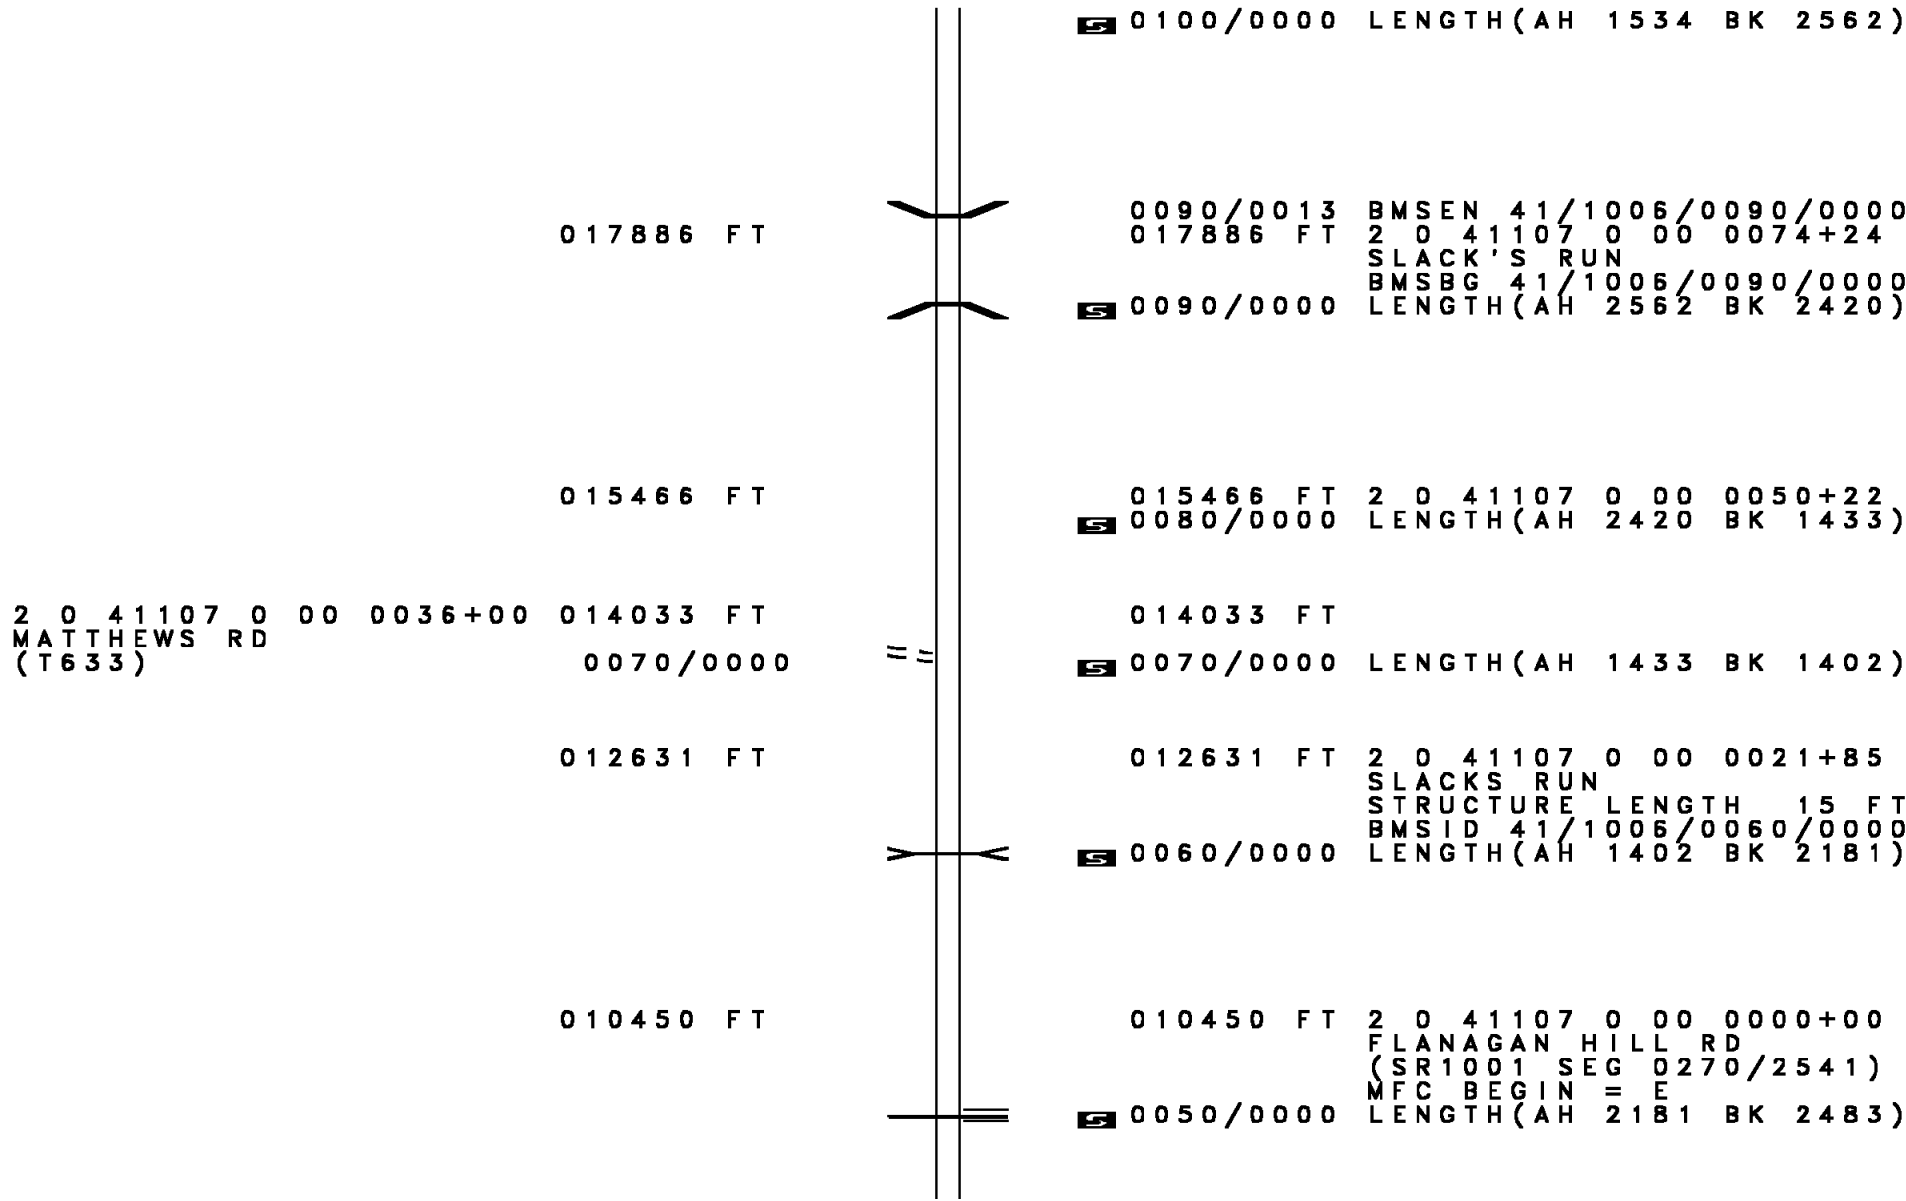 S 0100/0000 LENGTH(AH 1534 BK 2562)
0090/0013 BMSEN 41/1006/0090/0000
017886 FT 017886 FT 2 0 41107 0 00 0074+24
SLACK'S RUN
BMSBG 41/1006/0090/0000
S 0090/0000 LENGTH(AH 2562 BK 2420)
015466 FT 015466 FT 2 0 41107 0 00 0050+22
S 0080/0000 LENGTH(AH 2420 BK 1433)
2 0 41107 0 00 0036+00 014033 FT 014033 FT
MATTHEWS RD
(T633) 0070/0000 S 0070/0000 LENGTH(AH 1433 BK 1402)
012631 FT 012631 FT 2 0 41107 0 00 0021+85
SLACKS RUN
STRUCTURE LENGTH 15 FT
BMSID 41/1006/0060/0000
S 0060/0000 LENGTH(AH 1402 BK 2181)
010450 FT 010450 FT 2 0 41107 0 00 0000+00
FLANAGAN HILL RD
(SR1001 SEG 0270/2541)
MFC BEGIN = E
S 0050/0000 LENGTH(AH 2181 BK 2483)